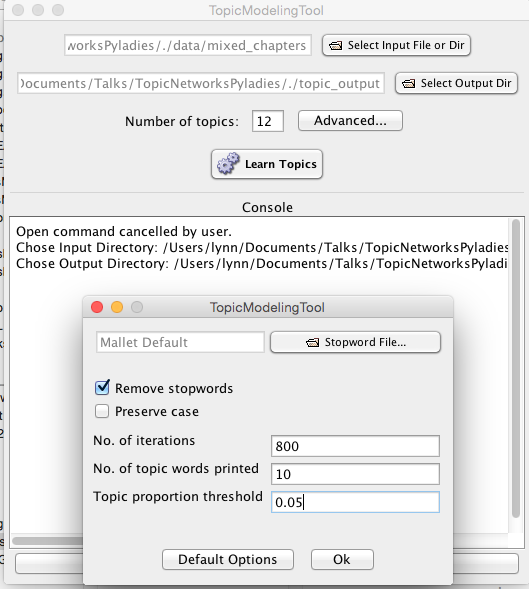 TopicModelingTool
worksPyladies/./data/mixed_chapters
Select Input File or Dir
Documents/Talks/TopicNetworksPyladies/./topic_output
Select Output Dir
Number of topics: 12 Advanced...
Learn Topics
Console
Open command cancelled by user.
Chose Input Directory: /Users/lynn/Documents/Talks/TopicNetworksPyladies
Chose Output Directory: /Users/lynn/Documents/Talks/TopicNetworksPyladi
TopicModelingTool
Mallet Default Stopword File...
Remove stopwords
Preserve case
No. of iterations 800
No. of topic words printed 10
Topic proportion threshold 0.05
Default Options Ok